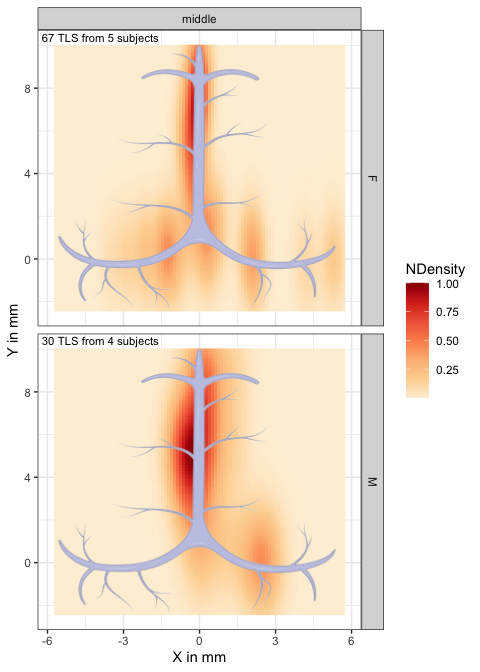 middle
67 TLS from 5 subjects
8
4
0
F
Y in mm
30 TLS from 4 subjects
8
4
0
M
-6 -3 0 3 6
X in mm
NDensity
1.00
0.75
0.50
0.25